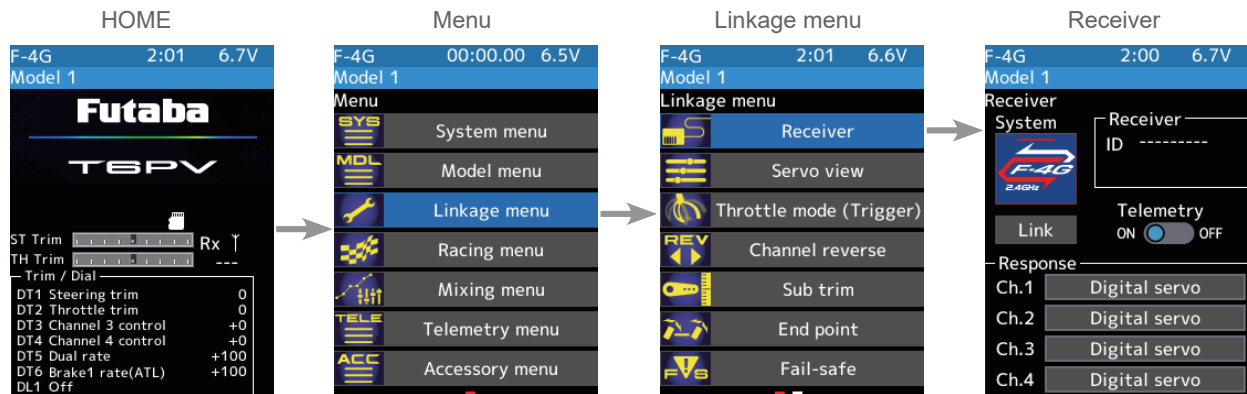 HOME
F-4G 2:01 6.7V
Model 1
Futaba
T6PV
ST Trim
Rx
TH Trim
---
Trim / Dial
DT1 Steering trim 0
DT2 Throttle trim 0
DT3 Channel 3 control +0
DT4 Channel 4 control +0
DT5 Dual rate +100
DT6 Brake1 rate(ATL) +100
DL1 Off
Menu
F-4G 00:00.00 6.5V
Model 1
Menu
SYS System menu
MDL Model menu
Linkage menu
Racing menu
Mixing menu
TELE Telemetry menu
ACC Accessory menu
Linkage menu
F-4G 2:01 6.6V
Model 1
Linkage menu
Receiver
Servo view
Throttle mode (Trigger)
REV Channel reverse
Sub trim
End point
F S Fail-safe
Receiver
F-4G 2:00 6.7V
Model 1
Receiver
System
F-4G
2.4GHz
Link
Receiver
ID ---------
Telemetry
ON OFF
Response
Ch.1 Digital servo
Ch.2 Digital servo
Ch.3 Digital servo
Ch.4 Digital servo